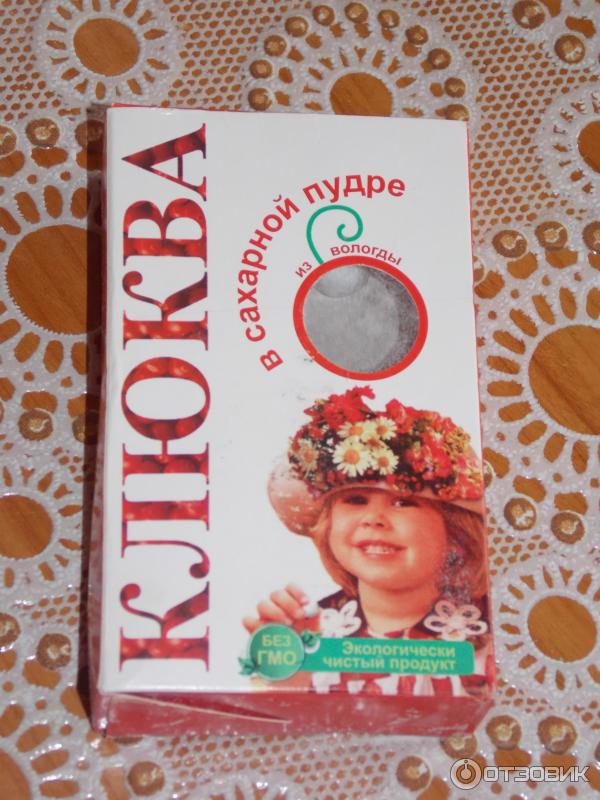 КЛЮКВА
в сахарной пудре
из вологды
БЕЗ
ГМО
Экологически
чистый продукт
ОТЗОВИК